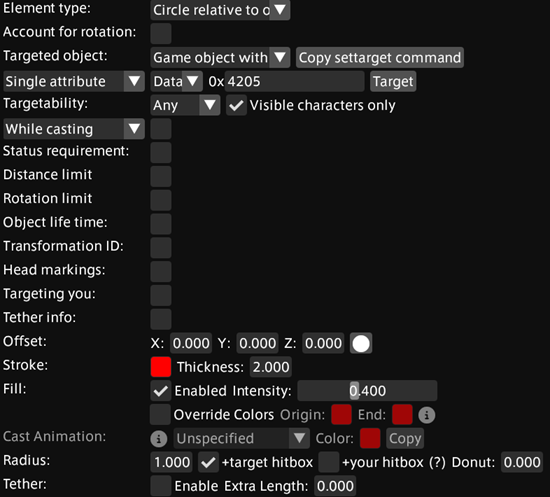 Element type: Circle relative to o
Account for rotation:
Targeted object: Game object with Copy settarget command
Single attribute Data 0x 4205 Target
Targetability: Any Visible characters only
While casting
Status requirement:
Distance limit
Rotation limit
Object life time:
Transformation ID:
Head markings:
Targeting you:
Tether info:
Offset: X: 0.000 Y: 0.000 Z: 0.000
Stroke: Thickness: 2.000
Fill: Enabled Intensity: 0.400
Override Colors Origin: End:
Cast Animation: Unspecified Color: Copy
Radius: 1.000 +target hitbox +your hitbox (?) Donut: 0.000
Tether: Enable Extra Length: 0.000